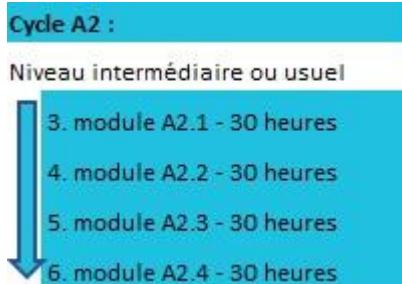 Cycle A2 :
Niveau intermédiaire ou usuel
3. module A2.1 - 30 heures
4. module A2.2 - 30 heures
5. module A2.3 - 30 heures
6. module A2.4 - 30 heures